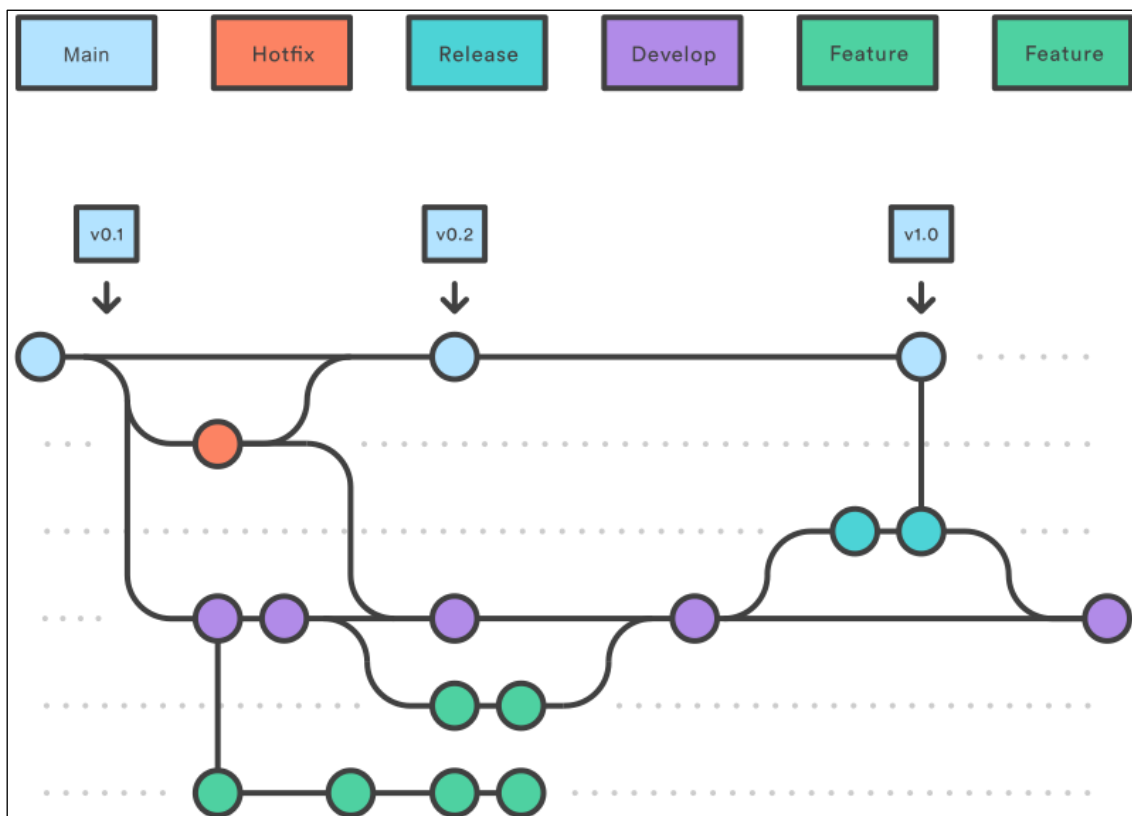 Main
Hotfix
Release
Develop
Feature
Feature
v0.1
v0.2
v1.0